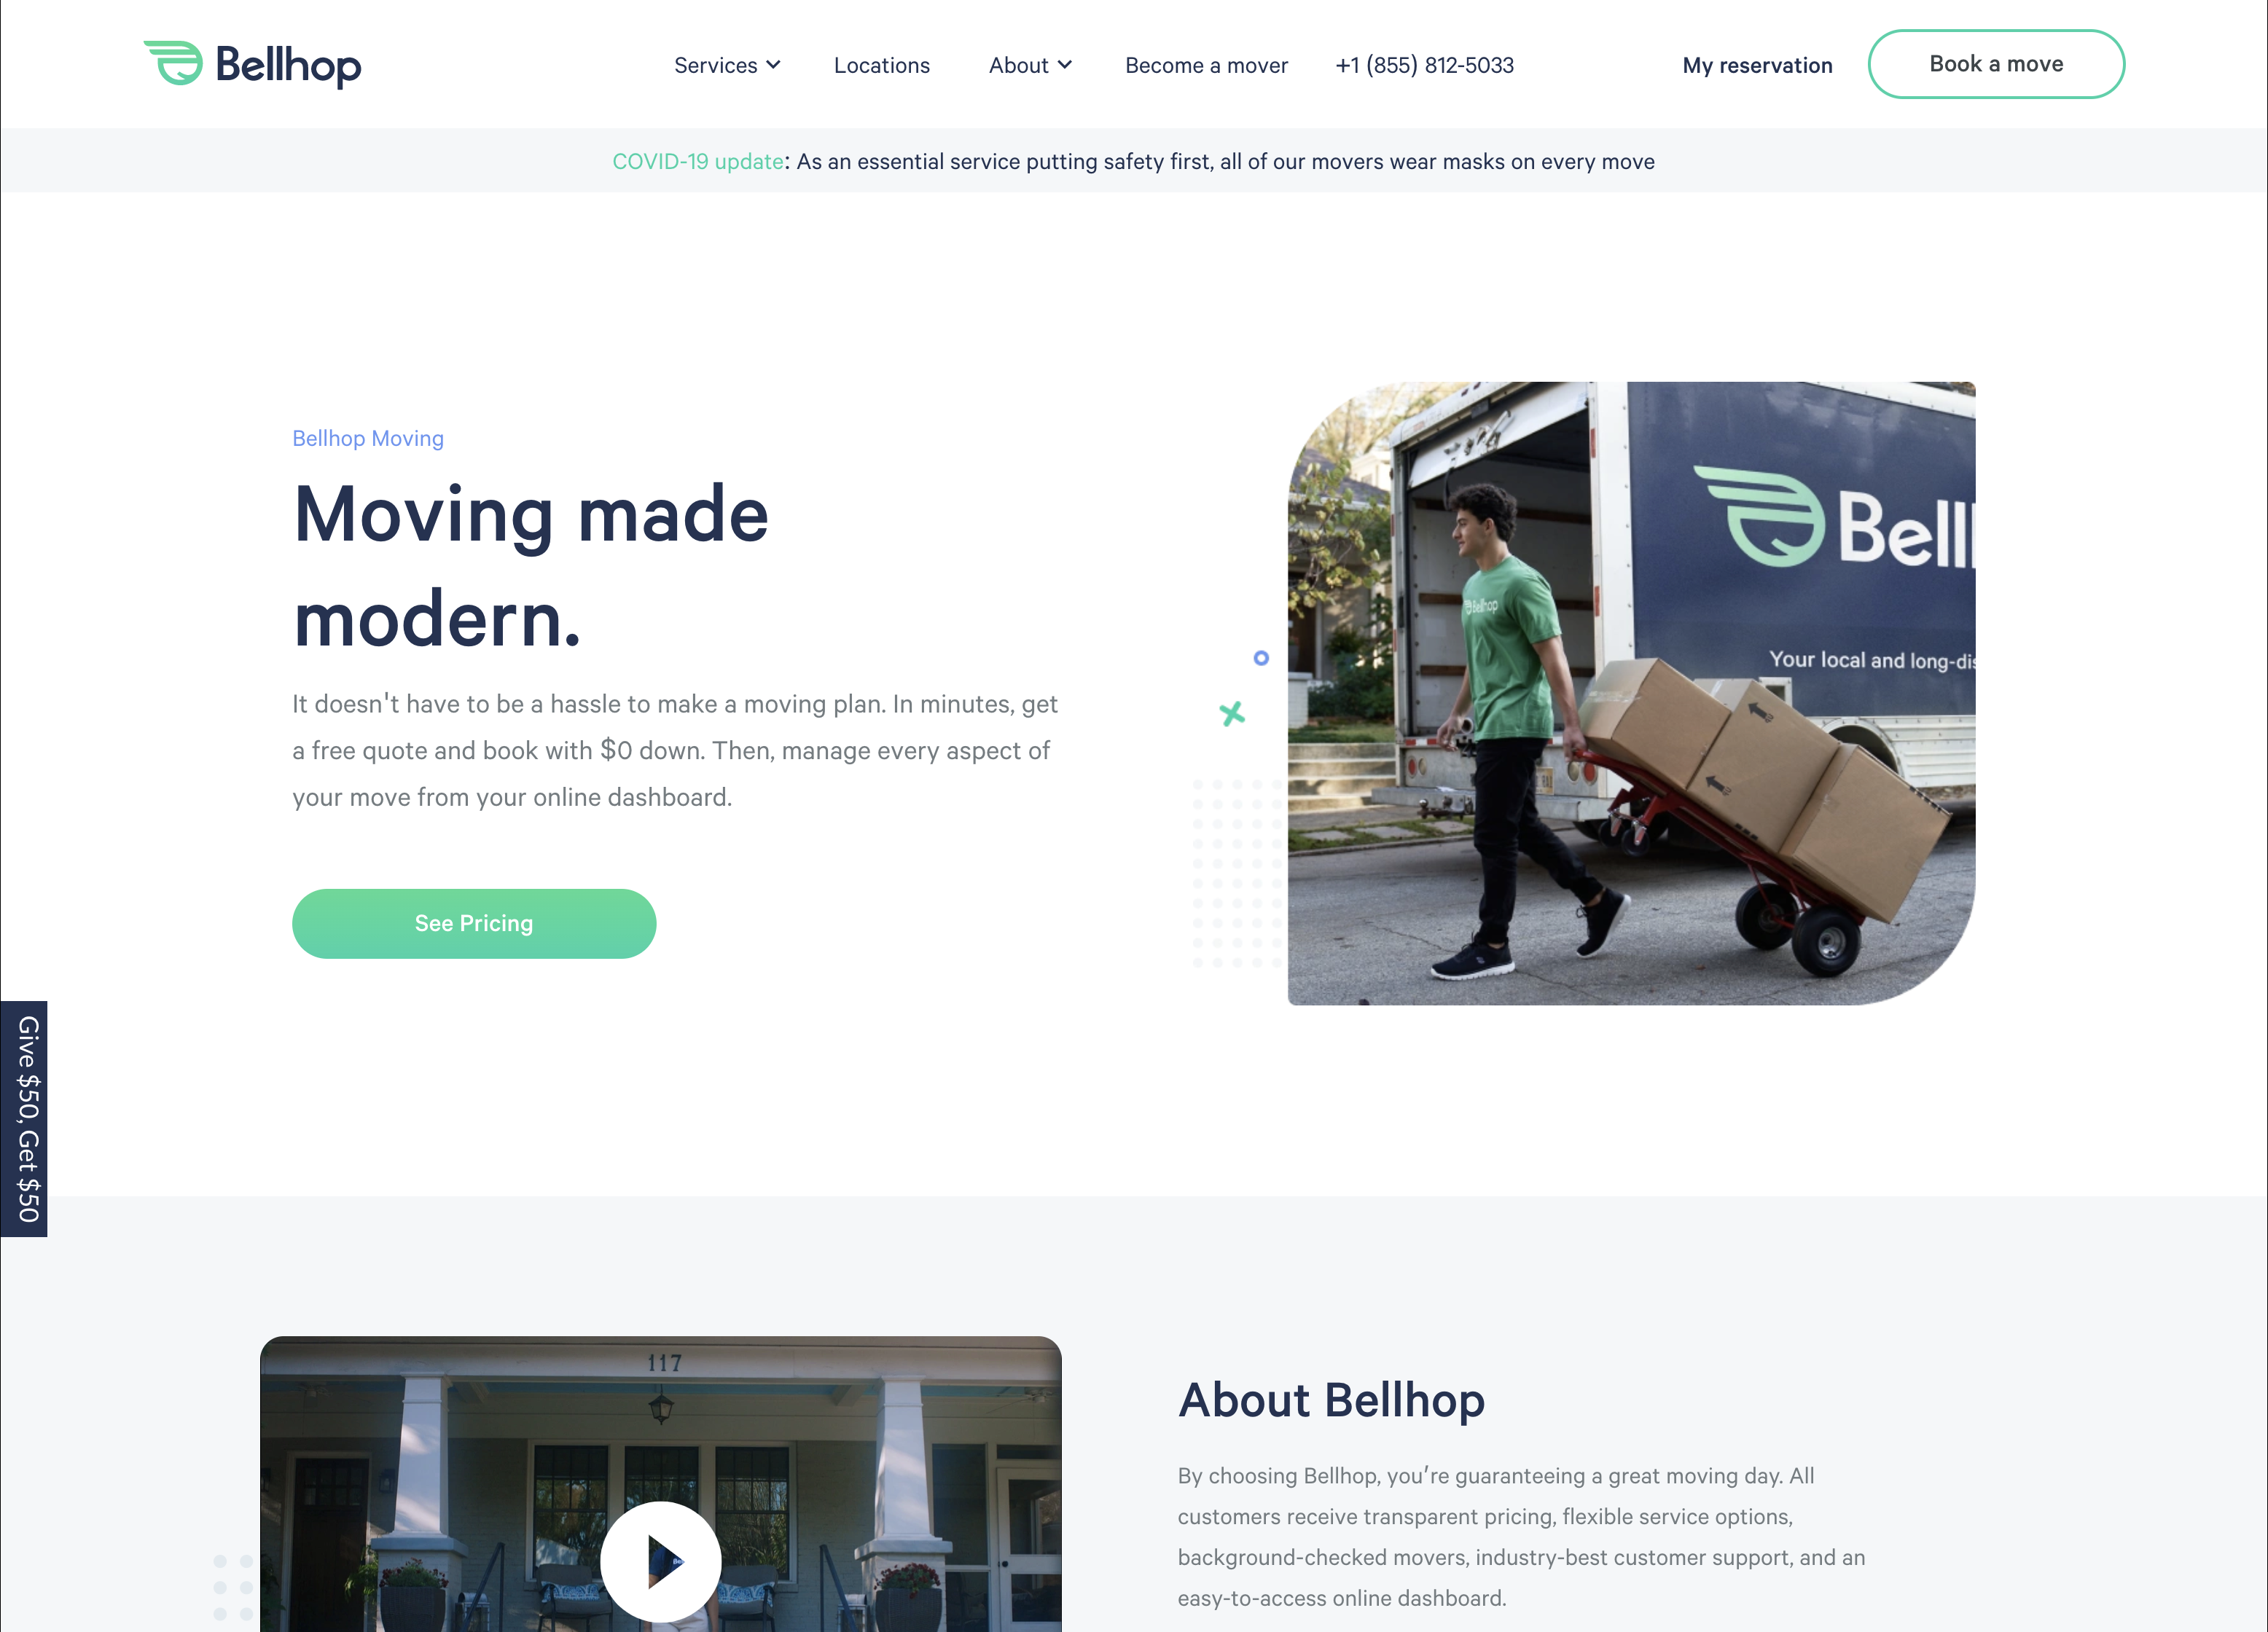 Bellhop
Services
Locations
About
Become a mover
+1 (855) 812-5033
My reservation
Book a move
COVID-19 update: As an essential service putting safety first, all of our movers wear masks on every move
Bellhop Moving
Moving made
modern.
It doesn't have to be a hassle to make a moving plan. In minutes, get
a free quote and book with $0 down. Then, manage every aspect of
your move from your online dashboard.
See Pricing
Bell
Your local and long-dis
Bellhop
Give $50, Get $50
117
About Bellhop
By choosing Bellhop, you're guaranteeing a great moving day. All
customers receive transparent pricing, flexible service options,
background-checked movers, industry-best customer support, and an
easy-to-access online dashboard.